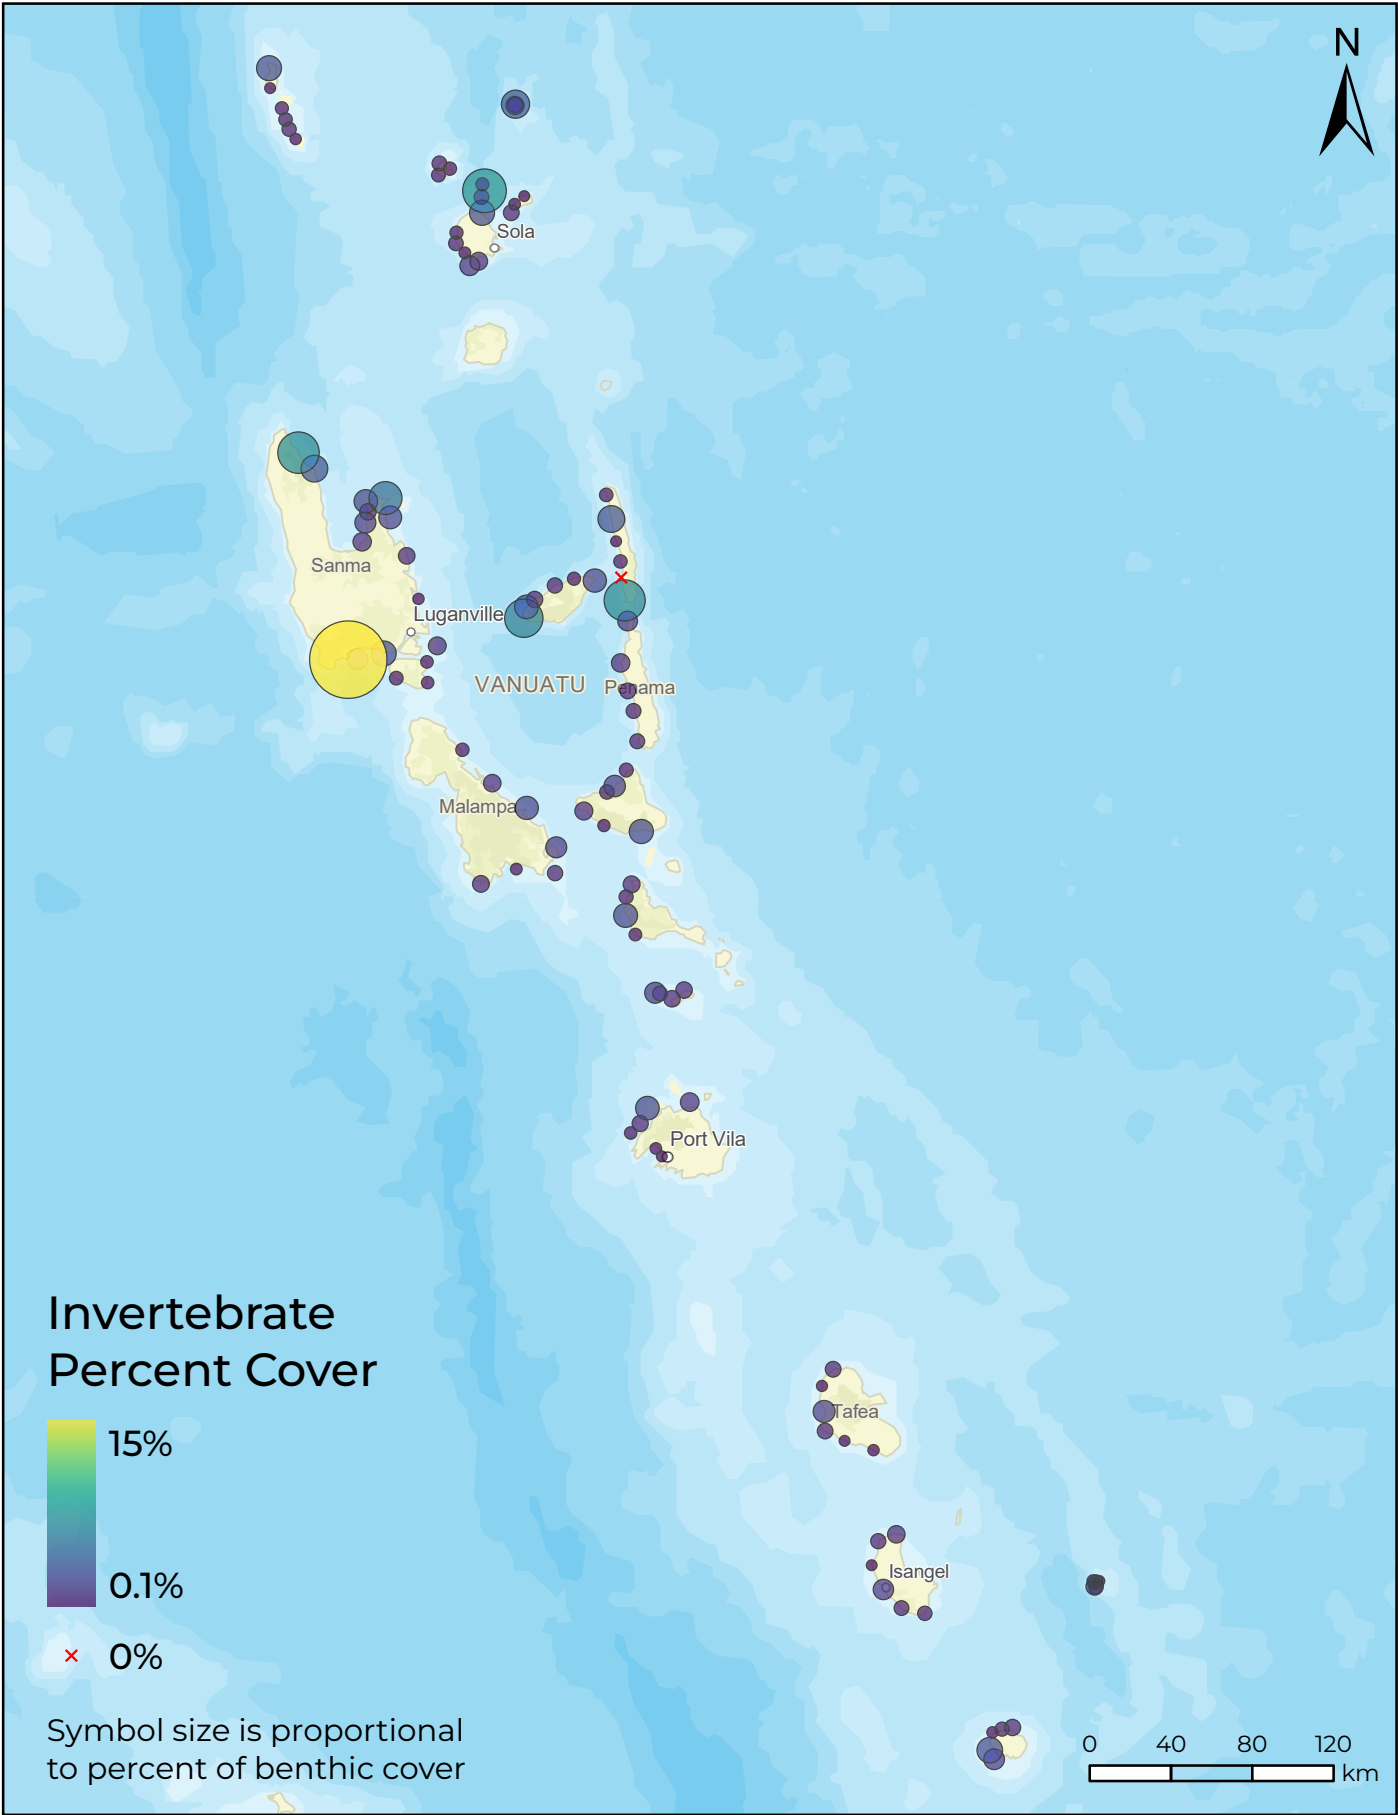 N
Sola
Sanma
Luganville
VANUATU
Penama
Malampa
Port Vila
Invertebrate
Percent Cover
15%
0.1%
0%
Tafea
Isangel
Symbol size is proportional
to percent of benthic cover
0 40 80 120
km